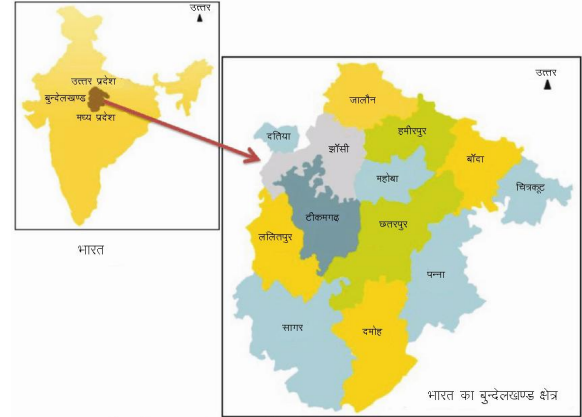 उत्तर
उत्तर प्रदेश
बुन्देलखण्ड
मध्य प्रदेश
भारत
उत्तर
जालौन
हमीरपुर
दतिया
झाँसी
बाँदा
महोबा
चित्रकूट
टीकमगढ़
छतरपुर
ललितपुर
पन्ना
सागर
दमोह
भारत का बुन्देलखण्ड क्षेत्र